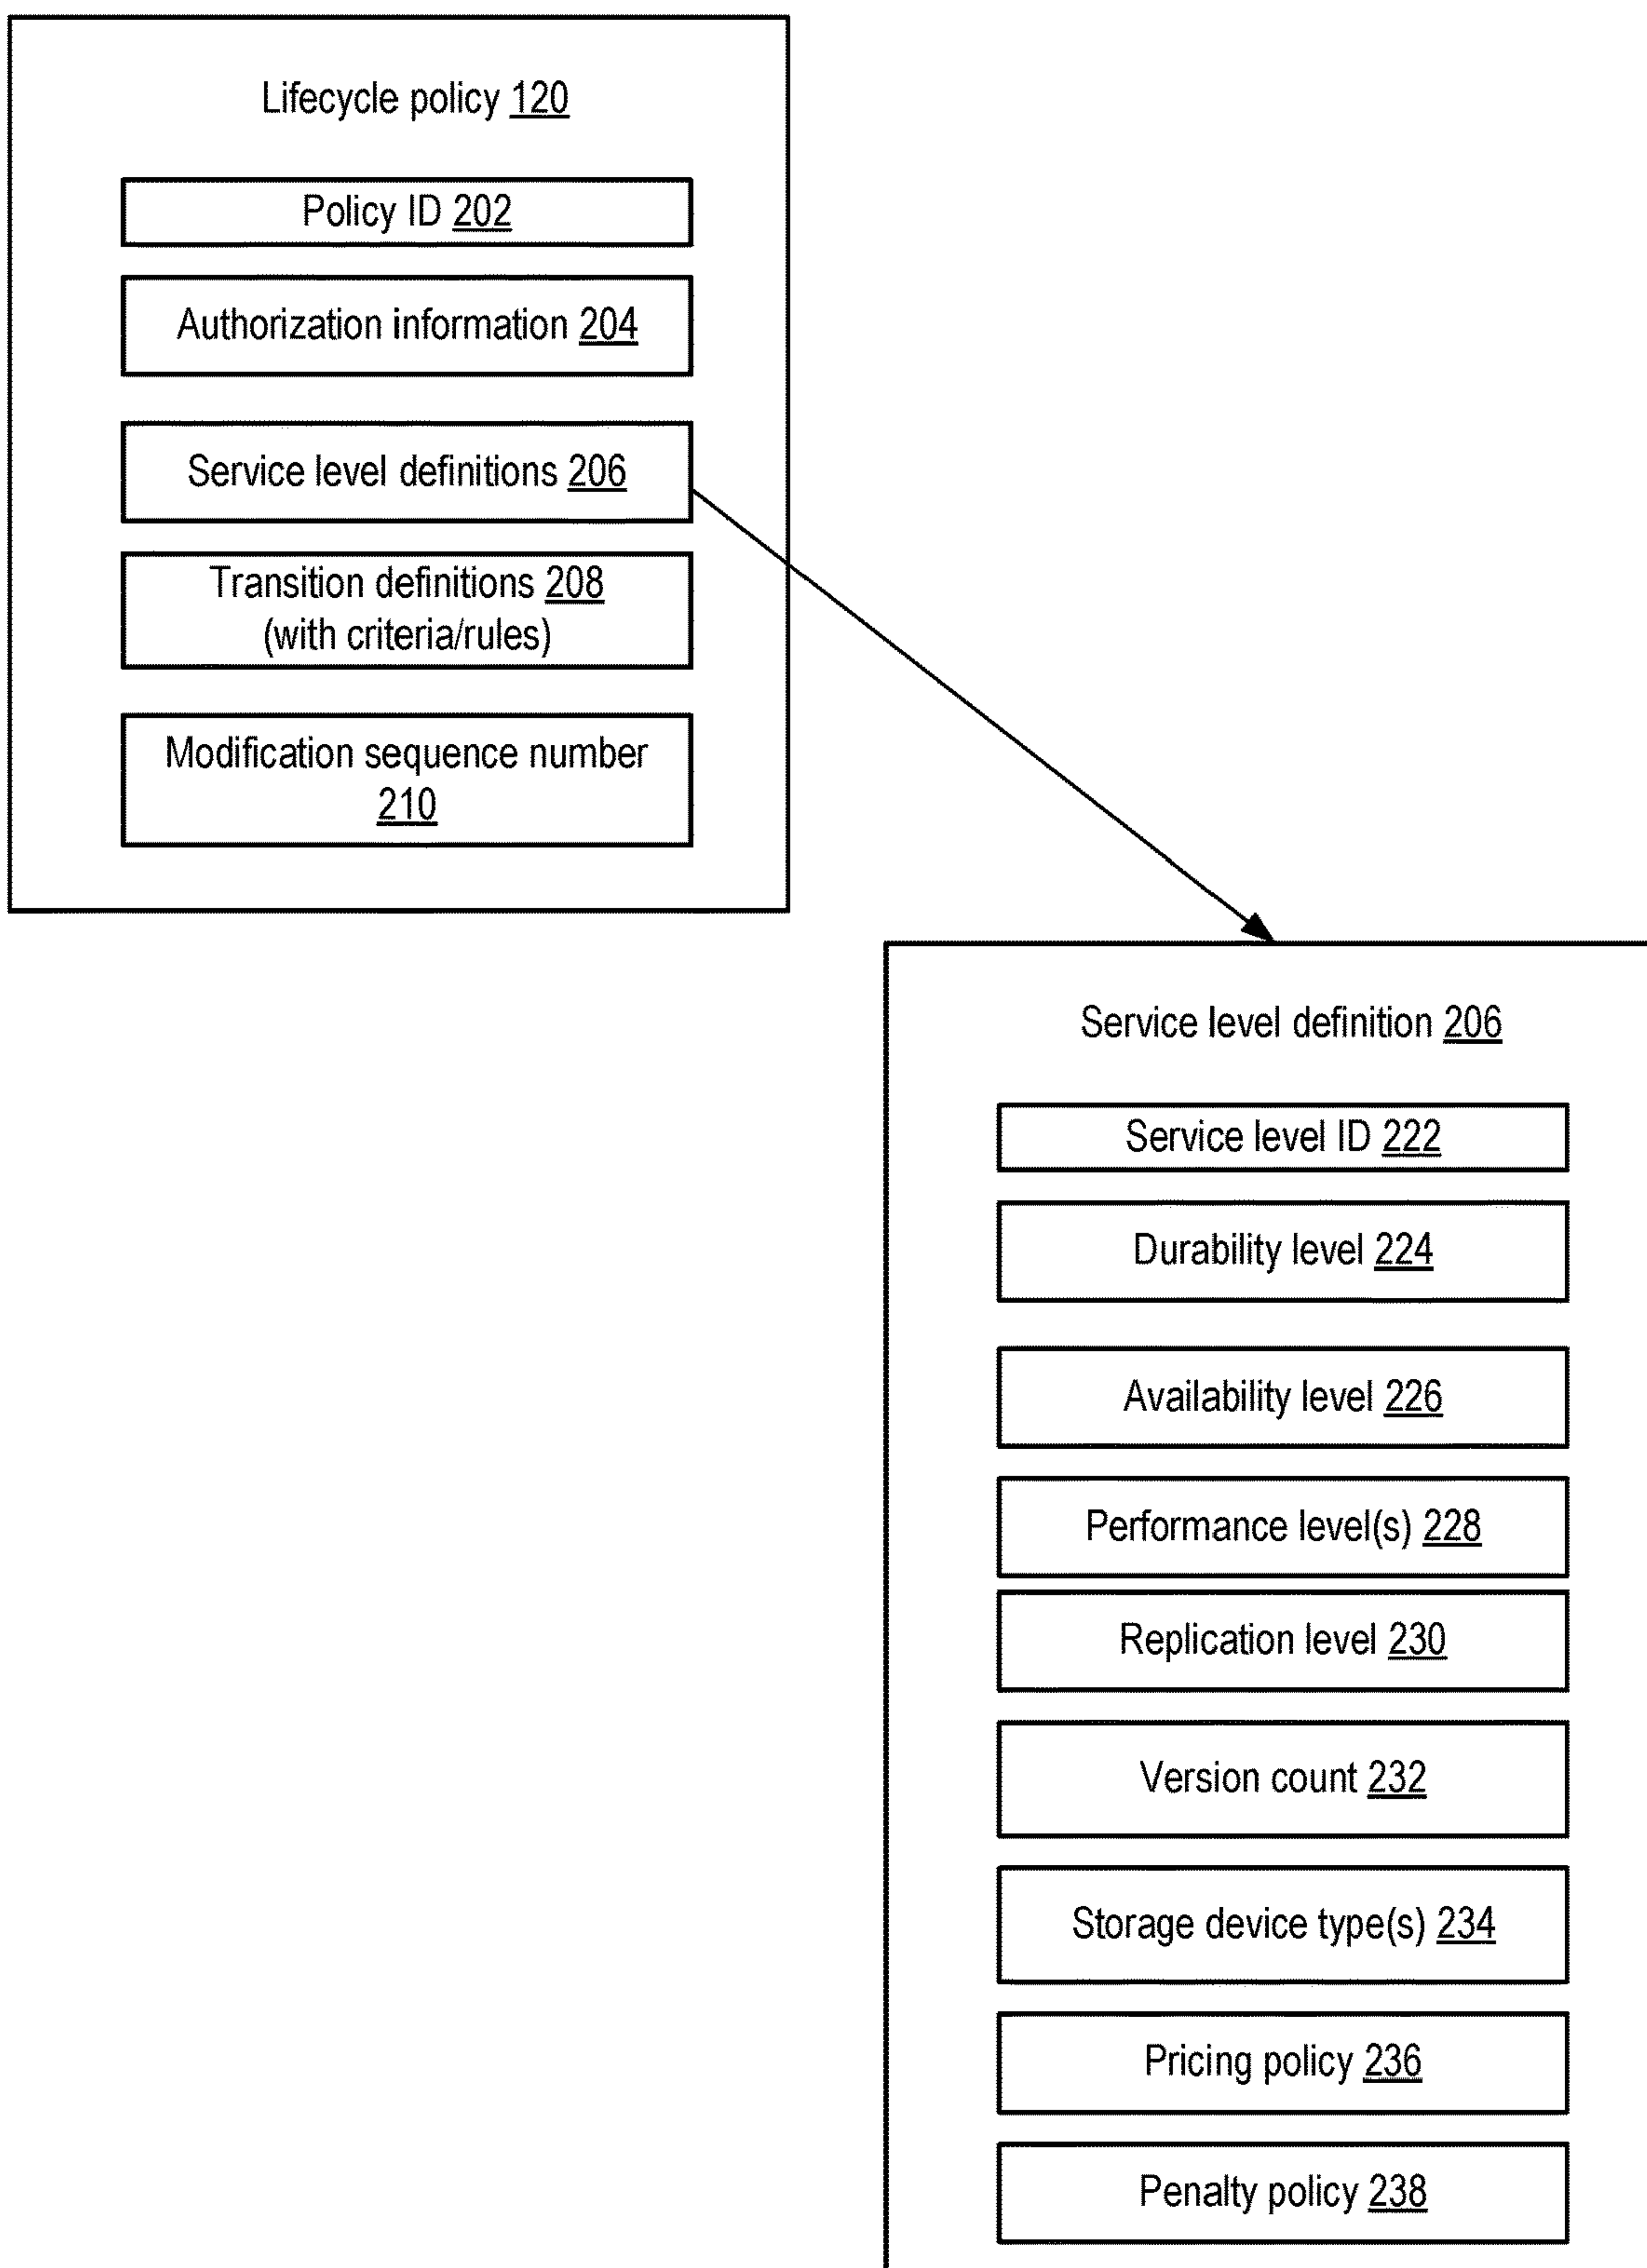 Lifecycle policy 120
Policy ID 202
Authorization information 204
Service level definitions 206
Transition definitions 208
(with criteria/rules)
Modification sequence number
210
Service level definition 206
Service level ID 222
Durability level 224
Availability level 226
Performance level(s) 228
Replication level 230
Version count 232
Storage device type(s) 234
Pricing policy 236
Penalty policy 238